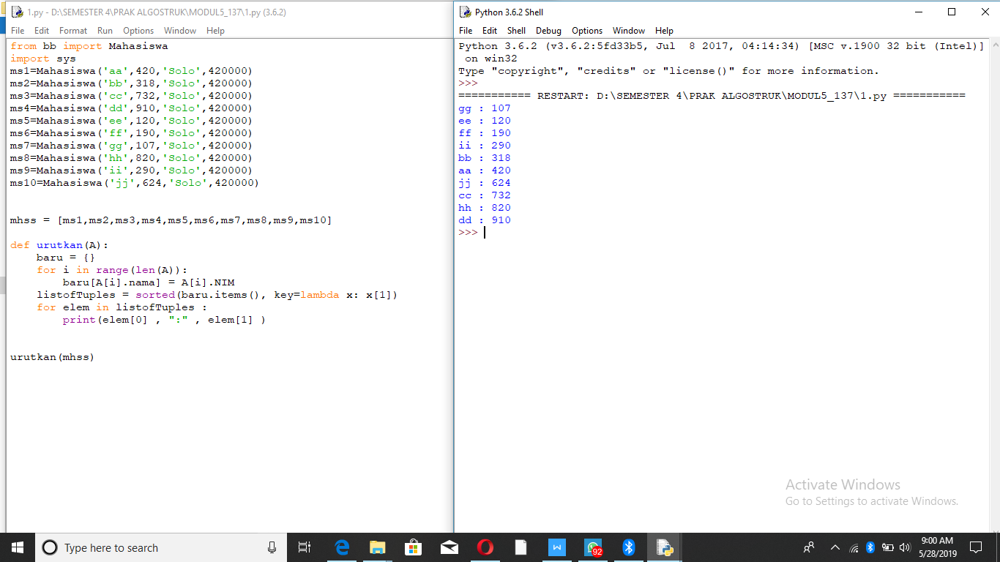 1.py - D:\SEMESTER 4\PRAK ALGOSTRUK\MODUL5_137\1.py (3.6.2)
File Edit Format Run Options Window Help
from bb import Mahasiswa
import sys
ms1=Mahasiswa('aa',420,'Solo',420000)
ms2=Mahasiswa('bb',318,'Solo',420000)
ms3=Mahasiswa('cc',732,'Solo',420000)
ms4=Mahasiswa('dd',910,'Solo',420000)
ms5=Mahasiswa('ee',120,'Solo',420000)
ms6=Mahasiswa('ff',190,'Solo',420000)
ms7=Mahasiswa('gg',107,'Solo',420000)
ms8=Mahasiswa('hh',820,'Solo',420000)
ms9=Mahasiswa('ii',290,'Solo',420000)
ms10=Mahasiswa('jj',624,'Solo',420000)
mhss = [ms1,ms2,ms3,ms4,ms5,ms6,ms7,ms8,ms9,ms10]
def urutkan(A):
    baru = {}
    for i in range(len(A)):
        baru[A[i].nama] = A[i].NIM
    listofTuples = sorted(baru.items(), key=lambda x: x[1])
    for elem in listofTuples :
        print(elem[0] , ":" , elem[1] )
urutkan(mhss)
Python 3.6.2 Shell
File Edit Shell Debug Options Window Help
Python 3.6.2 (v3.6.2:5fd33b5, Jul  8 2017, 04:14:34) [MSC v.1900 32 bit (Intel)]
 on win32
Type "copyright", "credits" or "license()" for more information.
>>>
=========== RESTART: D:\SEMESTER 4\PRAK ALGOSTRUK\MODUL5_137\1.py ===========
gg : 107
ee : 120
ff : 190
ii : 290
bb : 318
aa : 420
jj : 624
cc : 732
hh : 820
dd : 910
>>>
Activate Windows
Go to Settings to activate Windows.
Type here to search
W
92
9:00 AM
5/28/2019